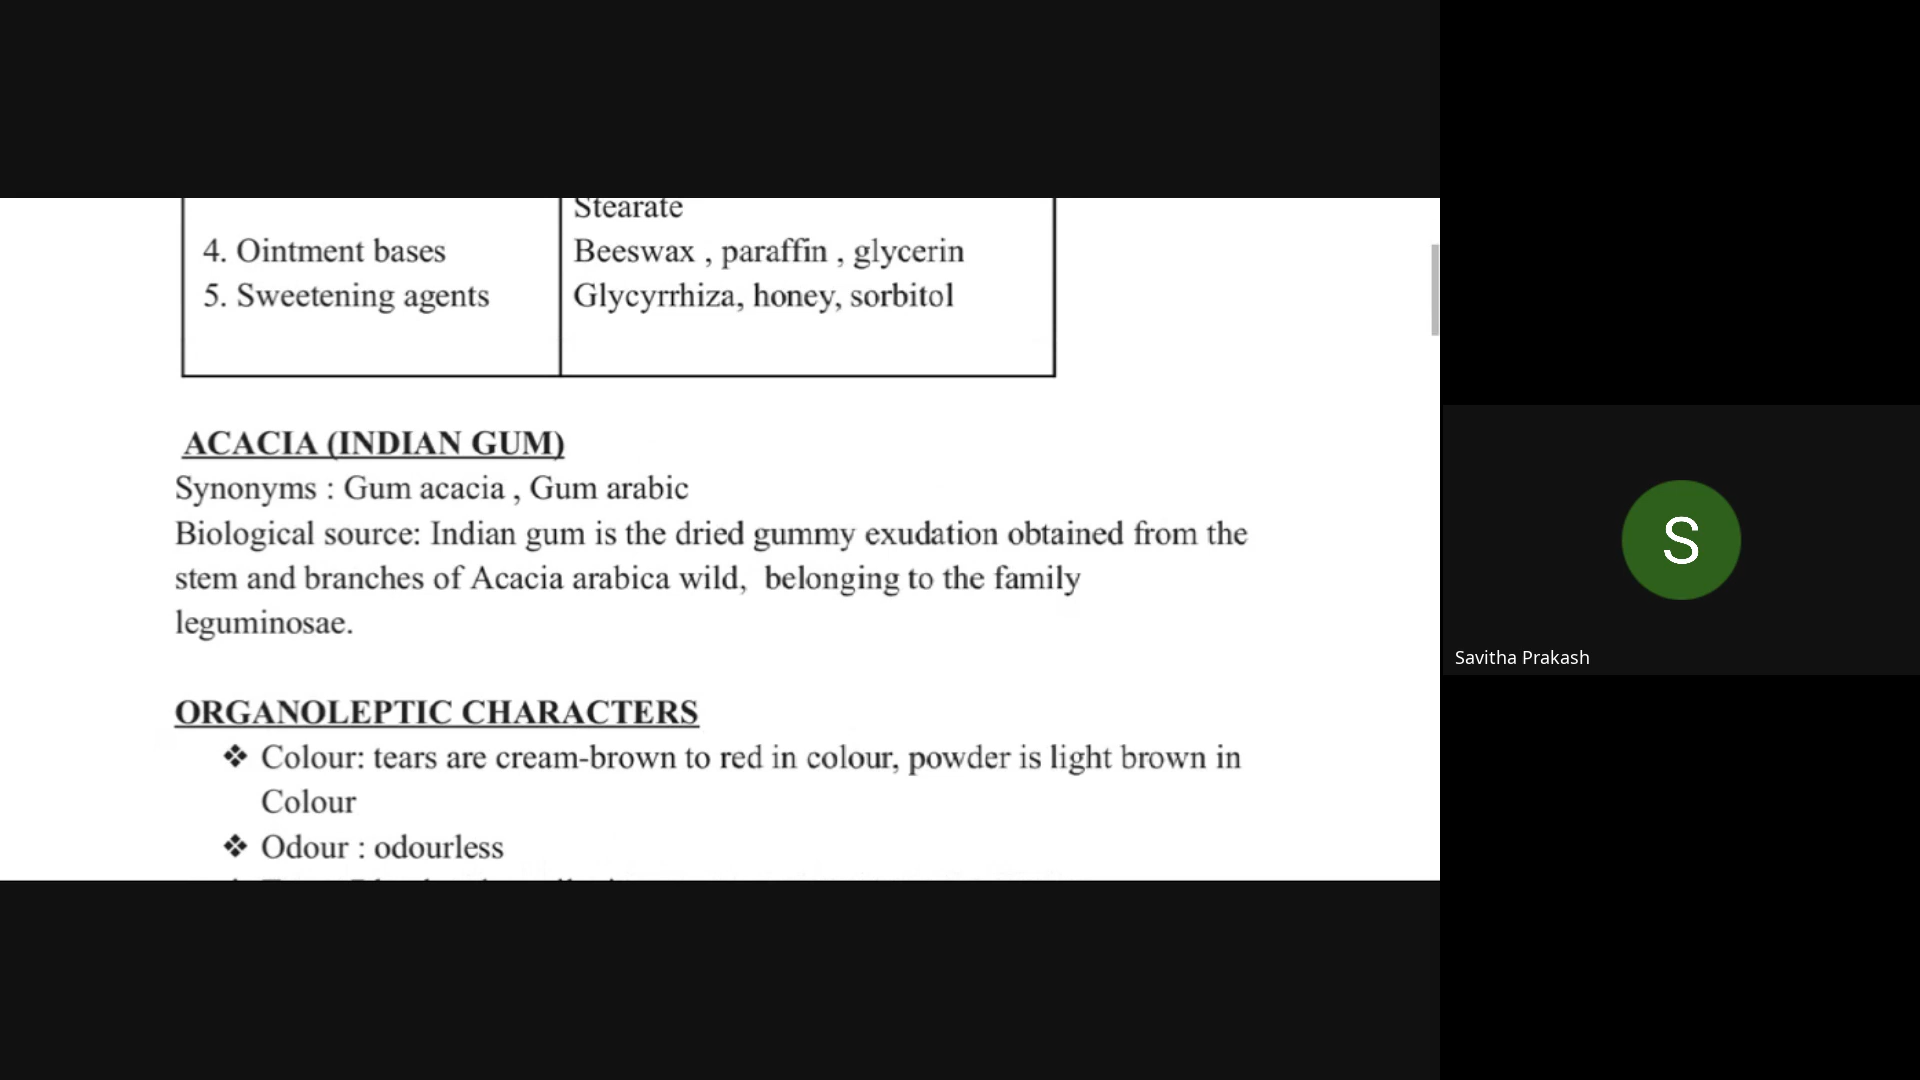 Stearate
4. Ointment bases
Beeswax , paraffin , glycerin
5. Sweetening agents
Glycyrrhiza, honey, sorbitol
ACACIA (INDIAN GUM)
Synonyms : Gum acacia , Gum arabic
Biological source: Indian gum is the dried gummy exudation obtained from the
stem and branches of Acacia arabica wild,  belonging to the family
leguminosae.
ORGANOLEPTIC CHARACTERS
❖ Colour: tears are cream-brown to red in colour, powder is light brown in
Colour
❖ Odour : odourless
S
Savitha Prakash